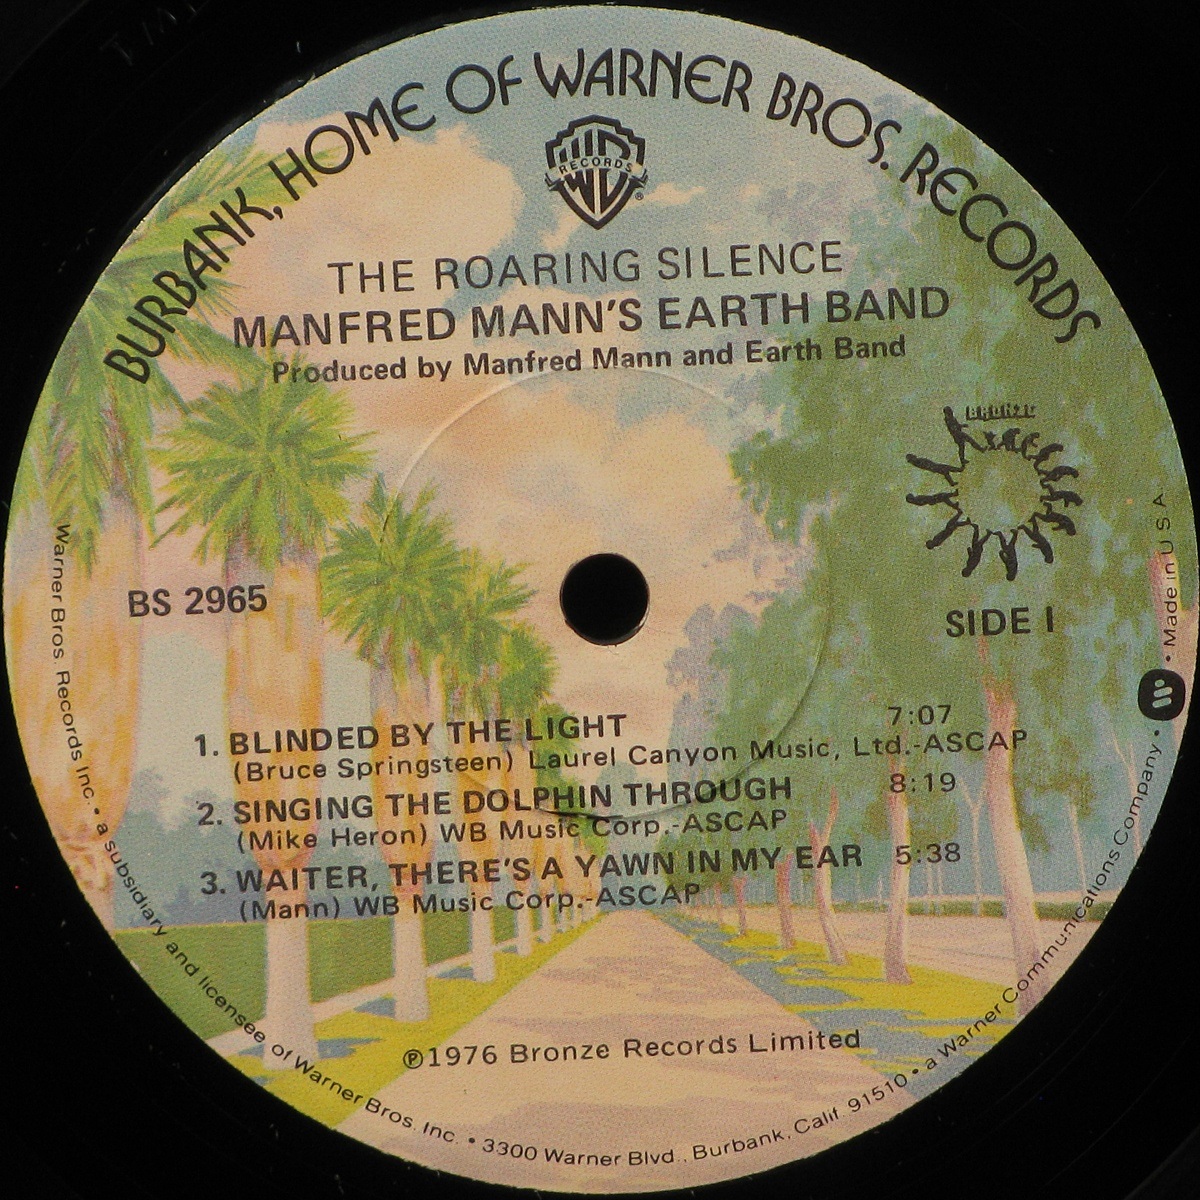 BURBANK, HOME OF WARNER BROS. RECORDS
WB
RECORDS
®
THE ROARING SILENCE
MANFRED MANN'S EARTH BAND
Produced by Manfred Mann and Earth Band
BRONZE
BS 2965
SIDE I
1. BLINDED BY THE LIGHT 7:07
(Bruce Springsteen) Laurel Canyon Music, Ltd.-ASCAP
2. SINGING THE DOLPHIN THROUGH 8:19
(Mike Heron) WB Music Corp.-ASCAP
3. WAITER, THERE'S A YAWN IN MY EAR 5:38
(Mann) WB Music Corp.-ASCAP
℗1976 Bronze Records Limited
Warner Bros. Records Inc. • a subsidiary and licensee of Warner Bros. Inc. • 3300 Warner Blvd., Burbank, Calif. 91510 • a Warner Communications Company • Made in U S A